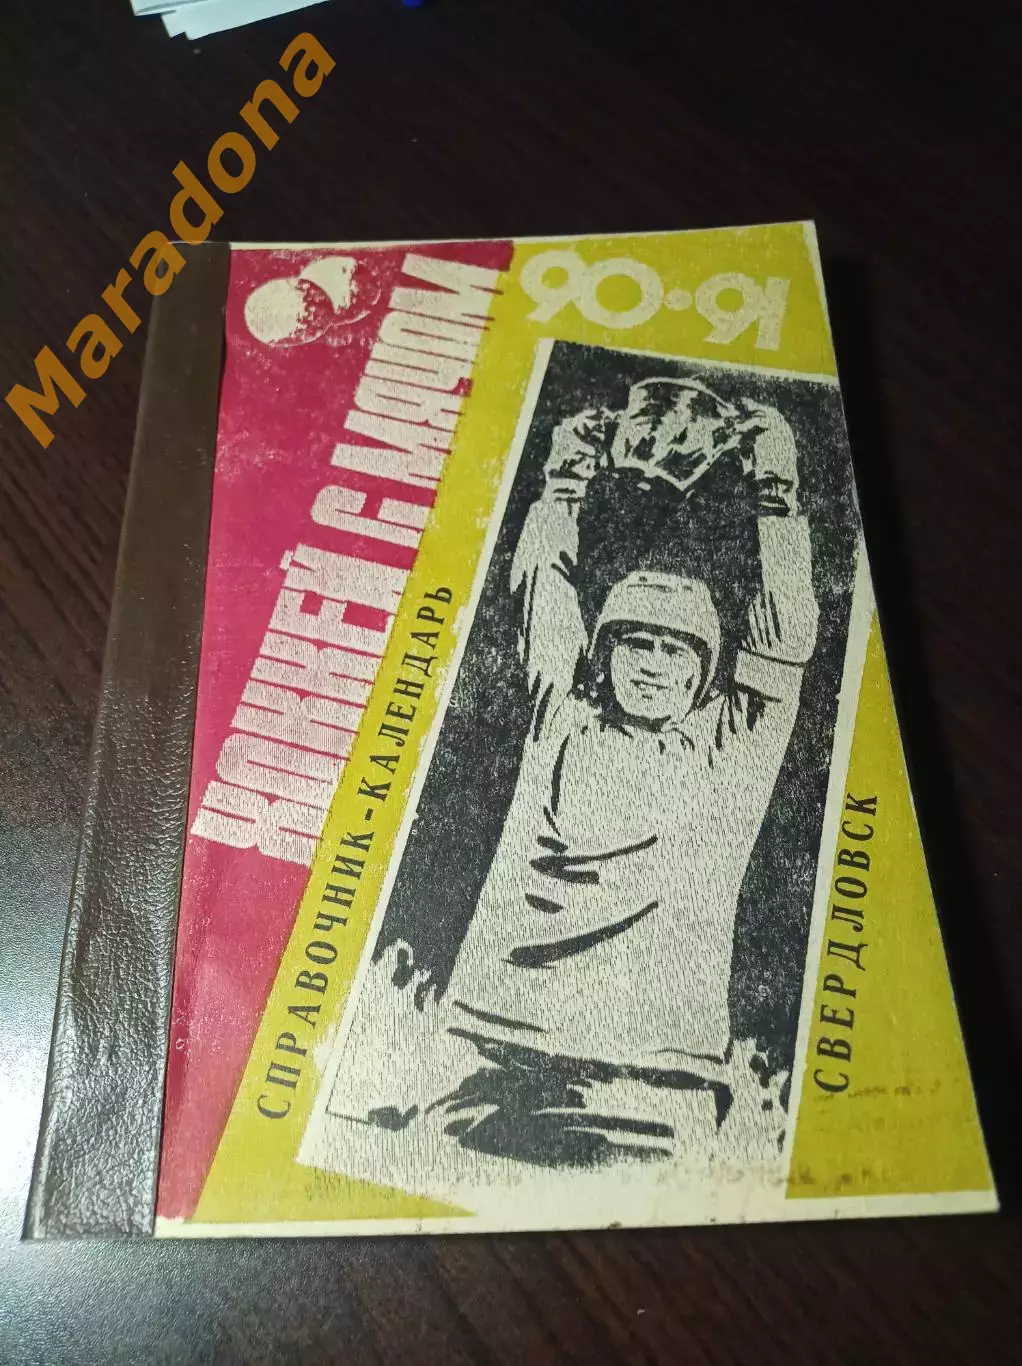 Maradona
90·91
ХОККЕЙ С МЯЧОМ
СПРАВОЧНИК-КАЛЕНДАРЬ
СВЕРДЛОВСК